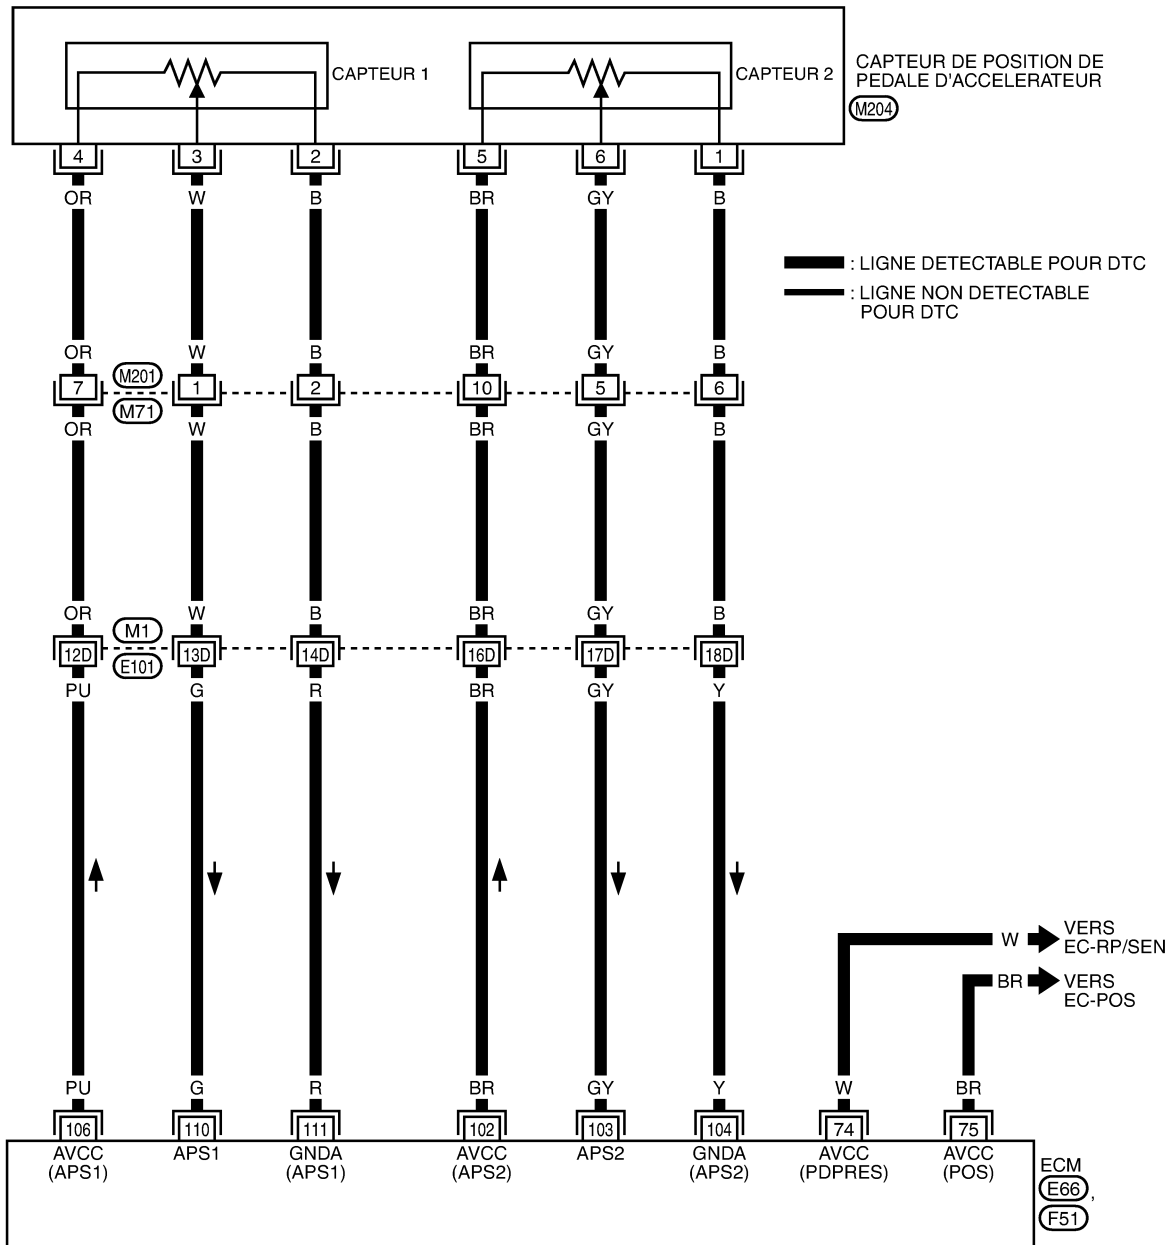 CAPTEUR 1
CAPTEUR 2
CAPTEUR DE POSITION DE
PEDALE D'ACCELERATEUR
M204
4 3 2 5 6 1
OR W B BR GY B
: LIGNE DETECTABLE POUR DTC
: LIGNE NON DETECTABLE
POUR DTC
OR W B BR GY B
M201
7 1 2 10 5 6
M71
OR W B BR GY B
OR W B BR GY B
M1
12D 13D 14D 16D 17D 18D
E101
PU G R BR GY Y
W VERS
EC-RP/SEN
BR VERS
EC-POS
PU G R BR GY Y W BR
106 110 111 102 103 104 74 75
AVCC APS1 GNDA AVCC APS2 GNDA AVCC AVCC
(APS1) (APS1) (APS2) (APS2) (PDPRES) (POS)
ECM
E66 ,
F51